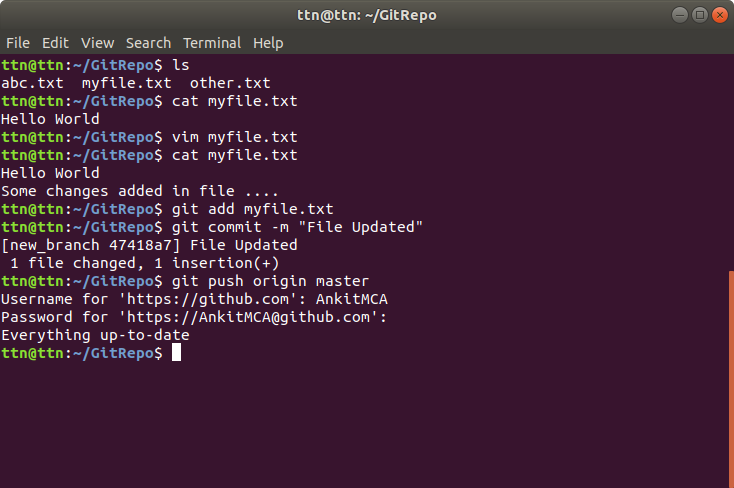 ttn@ttn: ~/GitRepo
File Edit View Search Terminal Help
ttn@ttn:~/GitRepo$ ls
abc.txt  myfile.txt  other.txt
ttn@ttn:~/GitRepo$ cat myfile.txt
Hello World
ttn@ttn:~/GitRepo$ vim myfile.txt
ttn@ttn:~/GitRepo$ cat myfile.txt
Hello World
Some changes added in file ....
ttn@ttn:~/GitRepo$ git add myfile.txt
ttn@ttn:~/GitRepo$ git commit -m "File Updated"
[new_branch 47418a7] File Updated
 1 file changed, 1 insertion(+)
ttn@ttn:~/GitRepo$ git push origin master
Username for 'https://github.com': AnkitMCA
Password for 'https://AnkitMCA@github.com':
Everything up-to-date
ttn@ttn:~/GitRepo$